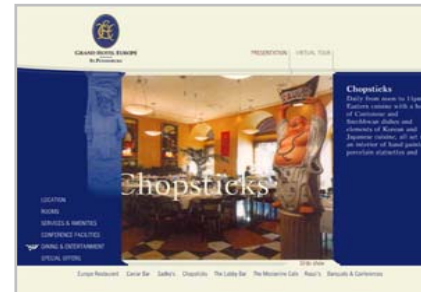 GRAND HOTEL EUROPE
ST. PETERSBURG
PRESENTATION
VIRTUAL TOUR
Chopsticks
Daily from noon to 11pm
Eastern cuisine with a
of Cantonese and
Szechwan dishes and
elements of Korean and
Japanese cuisine; all set
an interior of hand
porcelain statuettes and
Chopsticks
LOCATION
ROOMS
SERVICES & AMENITIES
CONFERENCE FACILITIES
DINING & ENTERTAINMENT
SPECIAL OFFERS
Europe Restaurant Caviar Bar Sadko's Chopsticks The Lobby Bar The Mezzanine Cafe Rossi's Banquets & Conferences